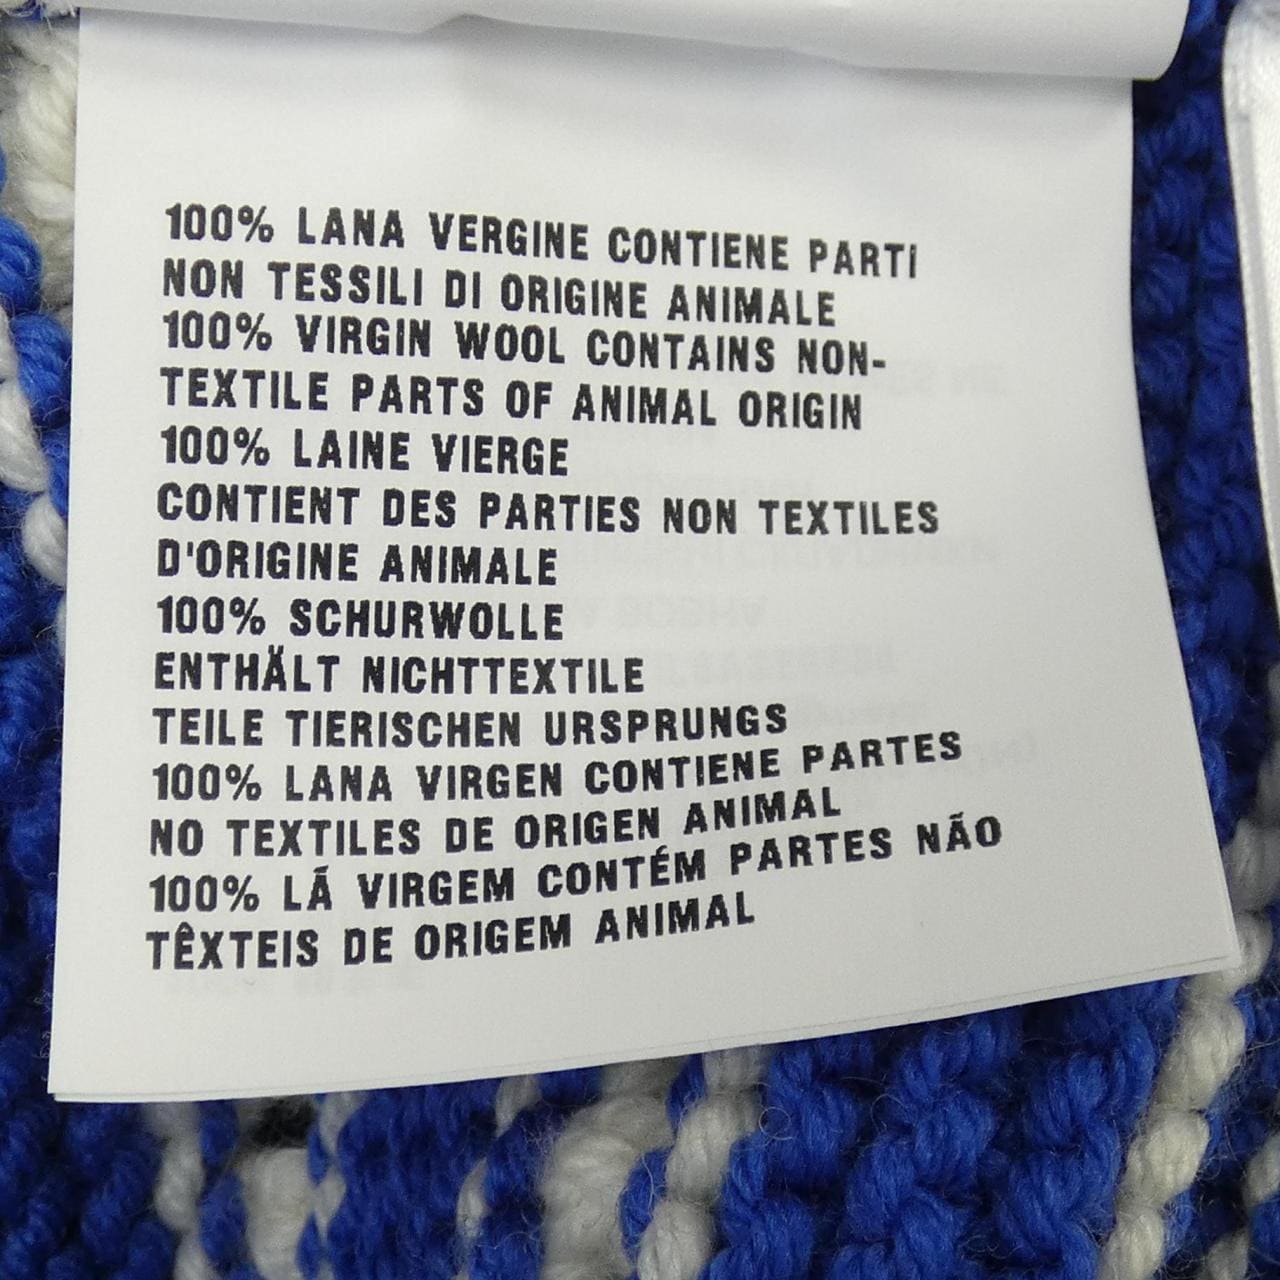 100% LANA VERGINE CONTIENE PARTI
NON TESSILI DI ORIGINE ANIMALE
100% VIRGIN WOOL CONTAINS NON-
TEXTILE PARTS OF ANIMAL ORIGIN
100% LAINE VIERGE
CONTIENT DES PARTIES NON TEXTILES
D'ORIGINE ANIMALE
100% SCHURWOLLE
ENTHÄLT NICHTTEXTILE
TEILE TIERISCHEN URSPRUNGS
100% LANA VIRGEN CONTIENE PARTES
NO TEXTILES DE ORIGEN ANIMAL
100% LÃ VIRGEM CONTÉM PARTES NÃO
TÊXTEIS DE ORIGEM ANIMAL